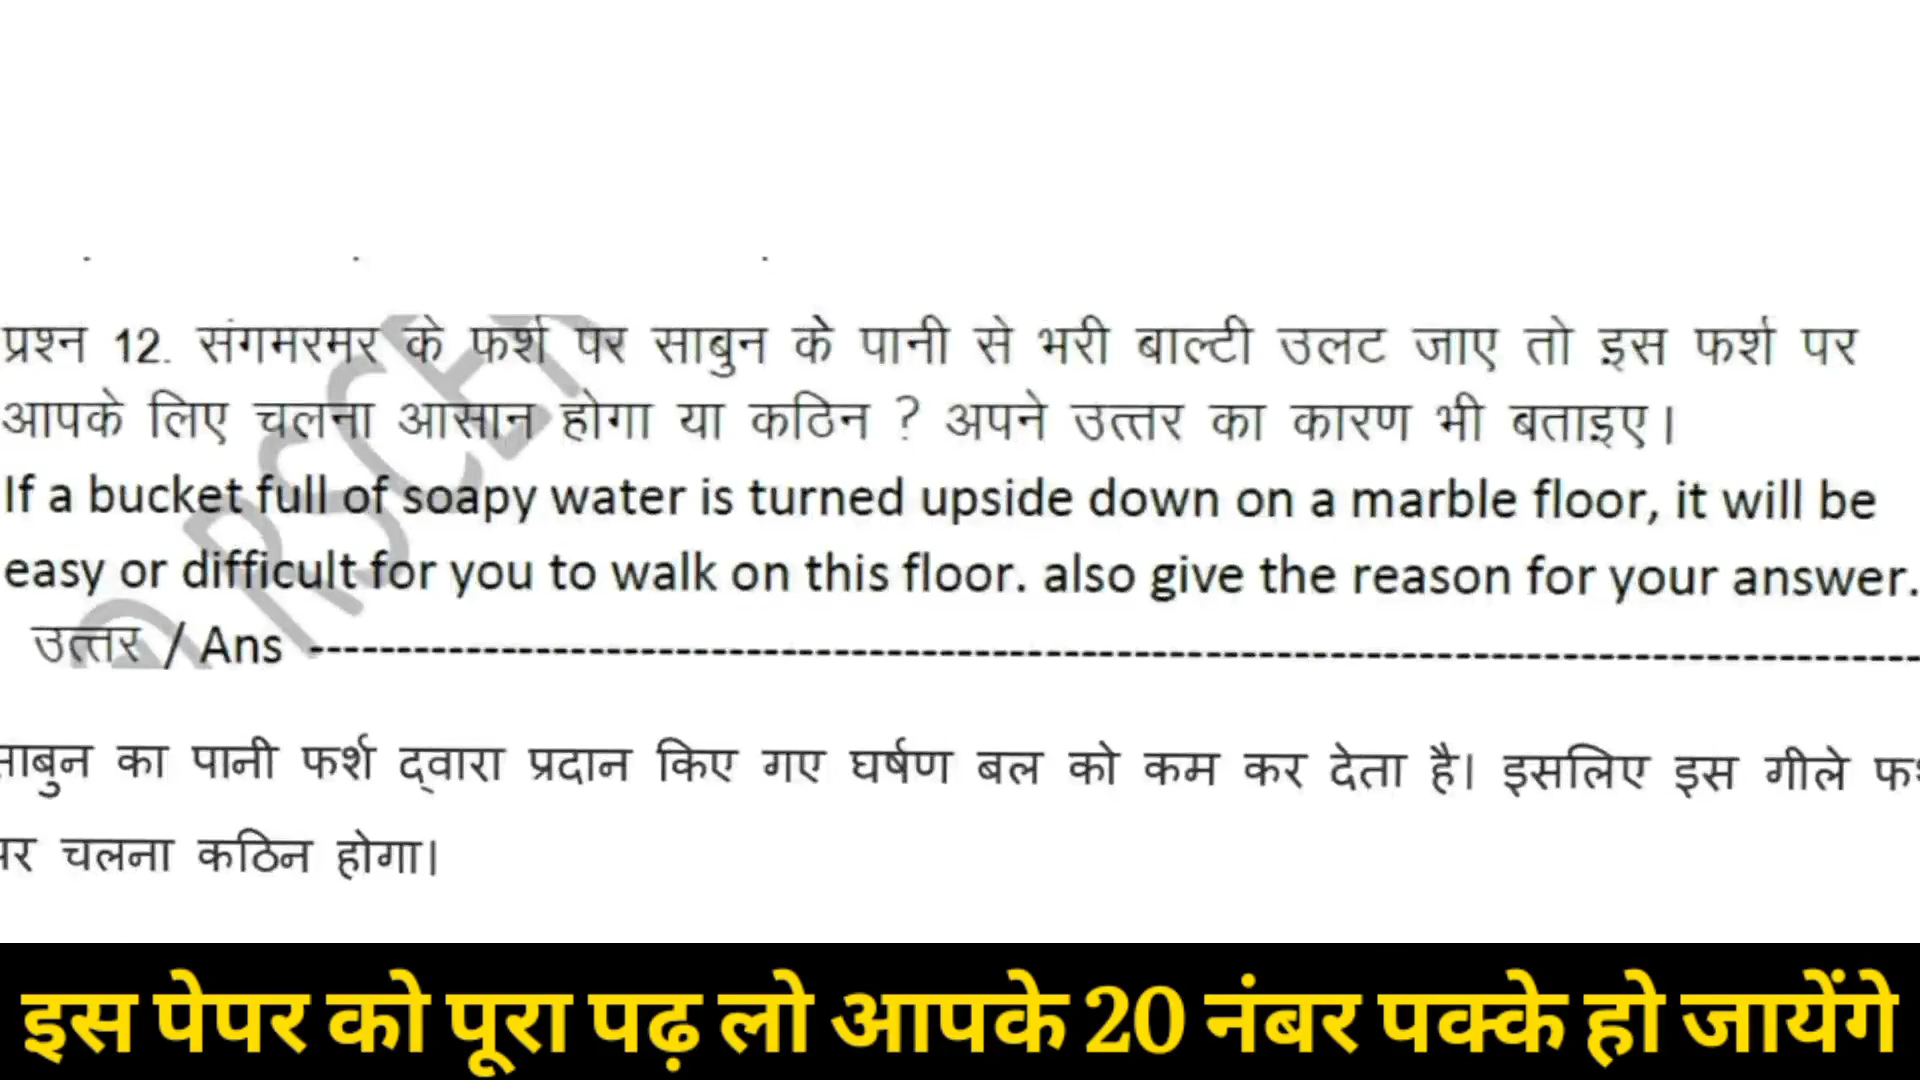 प्रश्न 12. संगमरमर के फर्श पर साबुन के पानी से भरी बाल्टी उलट जाए तो इस फर्श पर
आपके लिए चलना आसान होगा या कठिन ? अपने उत्तर का कारण भी बताइए।
If a bucket full of soapy water is turned upside down on a marble floor, it will be
easy or difficult for you to walk on this floor. also give the reason for your answer.
उत्तर / Ans ------------------------------------------------------------
का पानी फर्श द्वारा प्रदान किए गए घर्षण बल को कम कर देता है। इसलिए इस गीले
चलना कठिन होगा।
इस पेपर को पूरा पढ़ लो आपके 20 नंबर पक्के हो जायेंगे